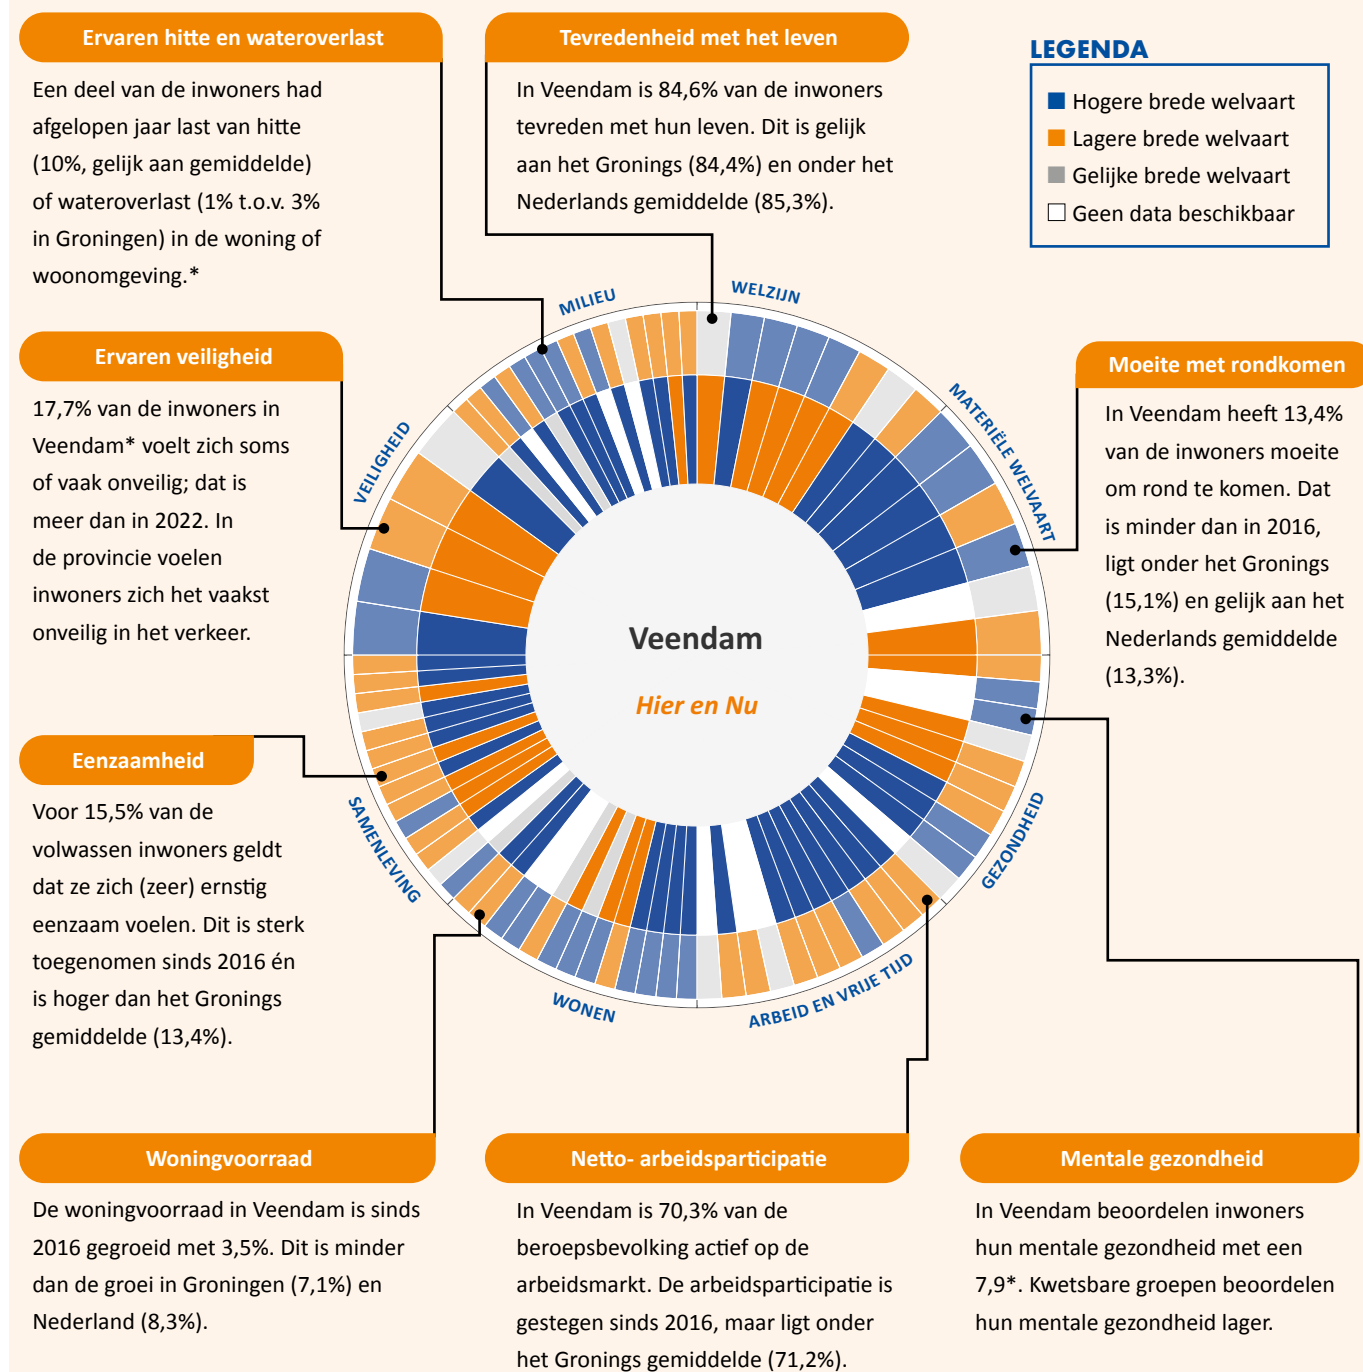 Ervaren hitte en wateroverlast
Een deel van de inwoners had
afgelopen jaar last van hitte
(10%, gelijk aan gemiddelde)
of wateroverlast (1% t.o.v. 3%
in Groningen) in de woning of
woonomgeving.*
Tevredenheid met het leven
In Veendam is 84,6% van de inwoners
tevreden met hun leven. Dit is gelijk
aan het Gronings (84,4%) en onder het
Nederlands gemiddelde (85,3%).
LEGENDA
Hogere brede welvaart
Lagere brede welvaart
Gelijke brede welvaart
Geen data beschikbaar
Ervaren veiligheid
17,7% van de inwoners in
Veendam* voelt zich soms
of vaak onveilig; dat is
meer dan in 2022. In
de provincie voelen
inwoners zich het vaakst
onveilig in het verkeer.
MILIEU
WELZIJN
MATERIËLE WELVAART
VEILIGHEID
Veendam
Hier en Nu
GEZONDHEID
SAMENLEVING
WONEN
ARBEID EN VRIJE TIJD
Moeite met rondkomen
In Veendam heeft 13,4%
van de inwoners moeite
om rond te komen. Dat
is minder dan in 2016,
ligt onder het Gronings
(15,1%) en gelijk aan het
Nederlands gemiddelde
(13,3%).
Eenzaamheid
Voor 15,5% van de
volwassen inwoners geldt
dat ze zich (zeer) ernstig
eenzaam voelen. Dit is sterk
toegenomen sinds 2016 én
is hoger dan het Gronings
gemiddelde (13,4%).
Woningvoorraad
De woningvoorraad in Veendam is sinds
2016 gegroeid met 3,5%. Dit is minder
dan de groei in Groningen (7,1%) en
Nederland (8,3%).
Netto- arbeidsparticipatie
In Veendam is 70,3% van de
beroepsbevolking actief op de
arbeidsmarkt. De arbeidsparticipatie is
gestegen sinds 2016, maar ligt onder
het Gronings gemiddelde (71,2%).
Mentale gezondheid
In Veendam beoordelen inwoners
hun mentale gezondheid met een
7,9*. Kwetsbare groepen beoordelen
hun mentale gezondheid lager.